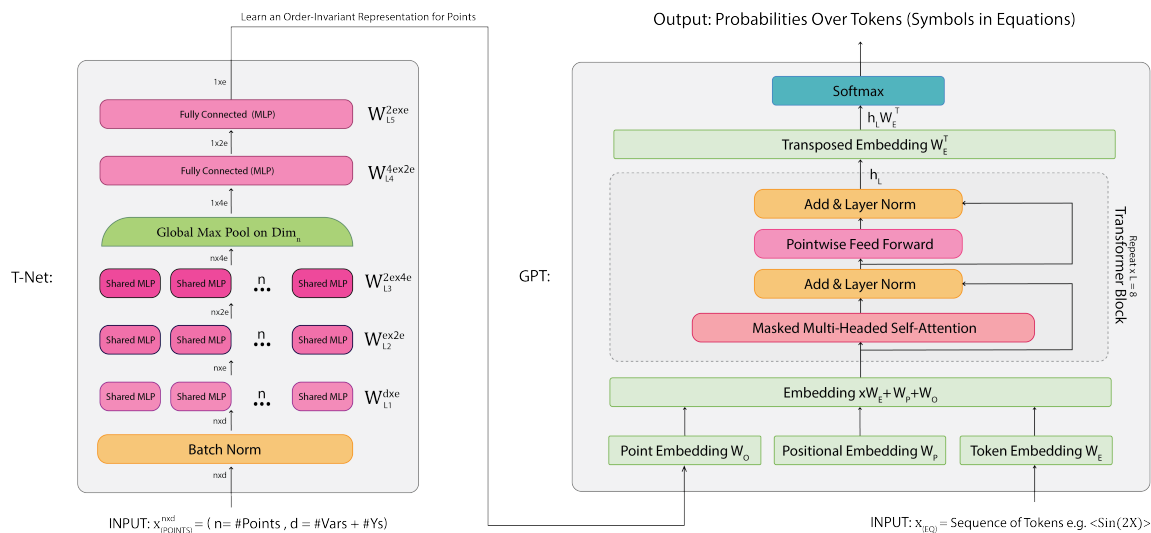 Learn an Order-Invariant Representation for Points
T-Net:
1xe
Fully Connected (MLP) W_L5^2exe
1x2e
Fully Connected (MLP) W_L4^4ex2e
1x4e
Global Max Pool on Dim_n
nx4e
Shared MLP Shared MLP n ... Shared MLP W_L3^2ex4e
nx2e
Shared MLP Shared MLP n ... Shared MLP W_L2^ex2e
nxe
Shared MLP Shared MLP n ... Shared MLP W_L1^dxe
nxd
Batch Norm
nxd
INPUT: x_(POINTS)^nxd = ( n= #Points , d = #Vars + #Ys)
Output: Probabilities Over Tokens (Symbols in Equations)
GPT:
Softmax
h_L W_E^T
Transposed Embedding W_E^T
h_L
Add & Layer Norm
Pointwise Feed Forward
Add & Layer Norm
Masked Multi-Headed Self-Attention
Repeat x L = 8
Transformer Block
Embedding xW_E+W_P+W_O
Point Embedding W_O Positional Embedding W_P Token Embedding W_E
INPUT: x_(EQ) = Sequence of Tokens e.g. <Sin(2X)>